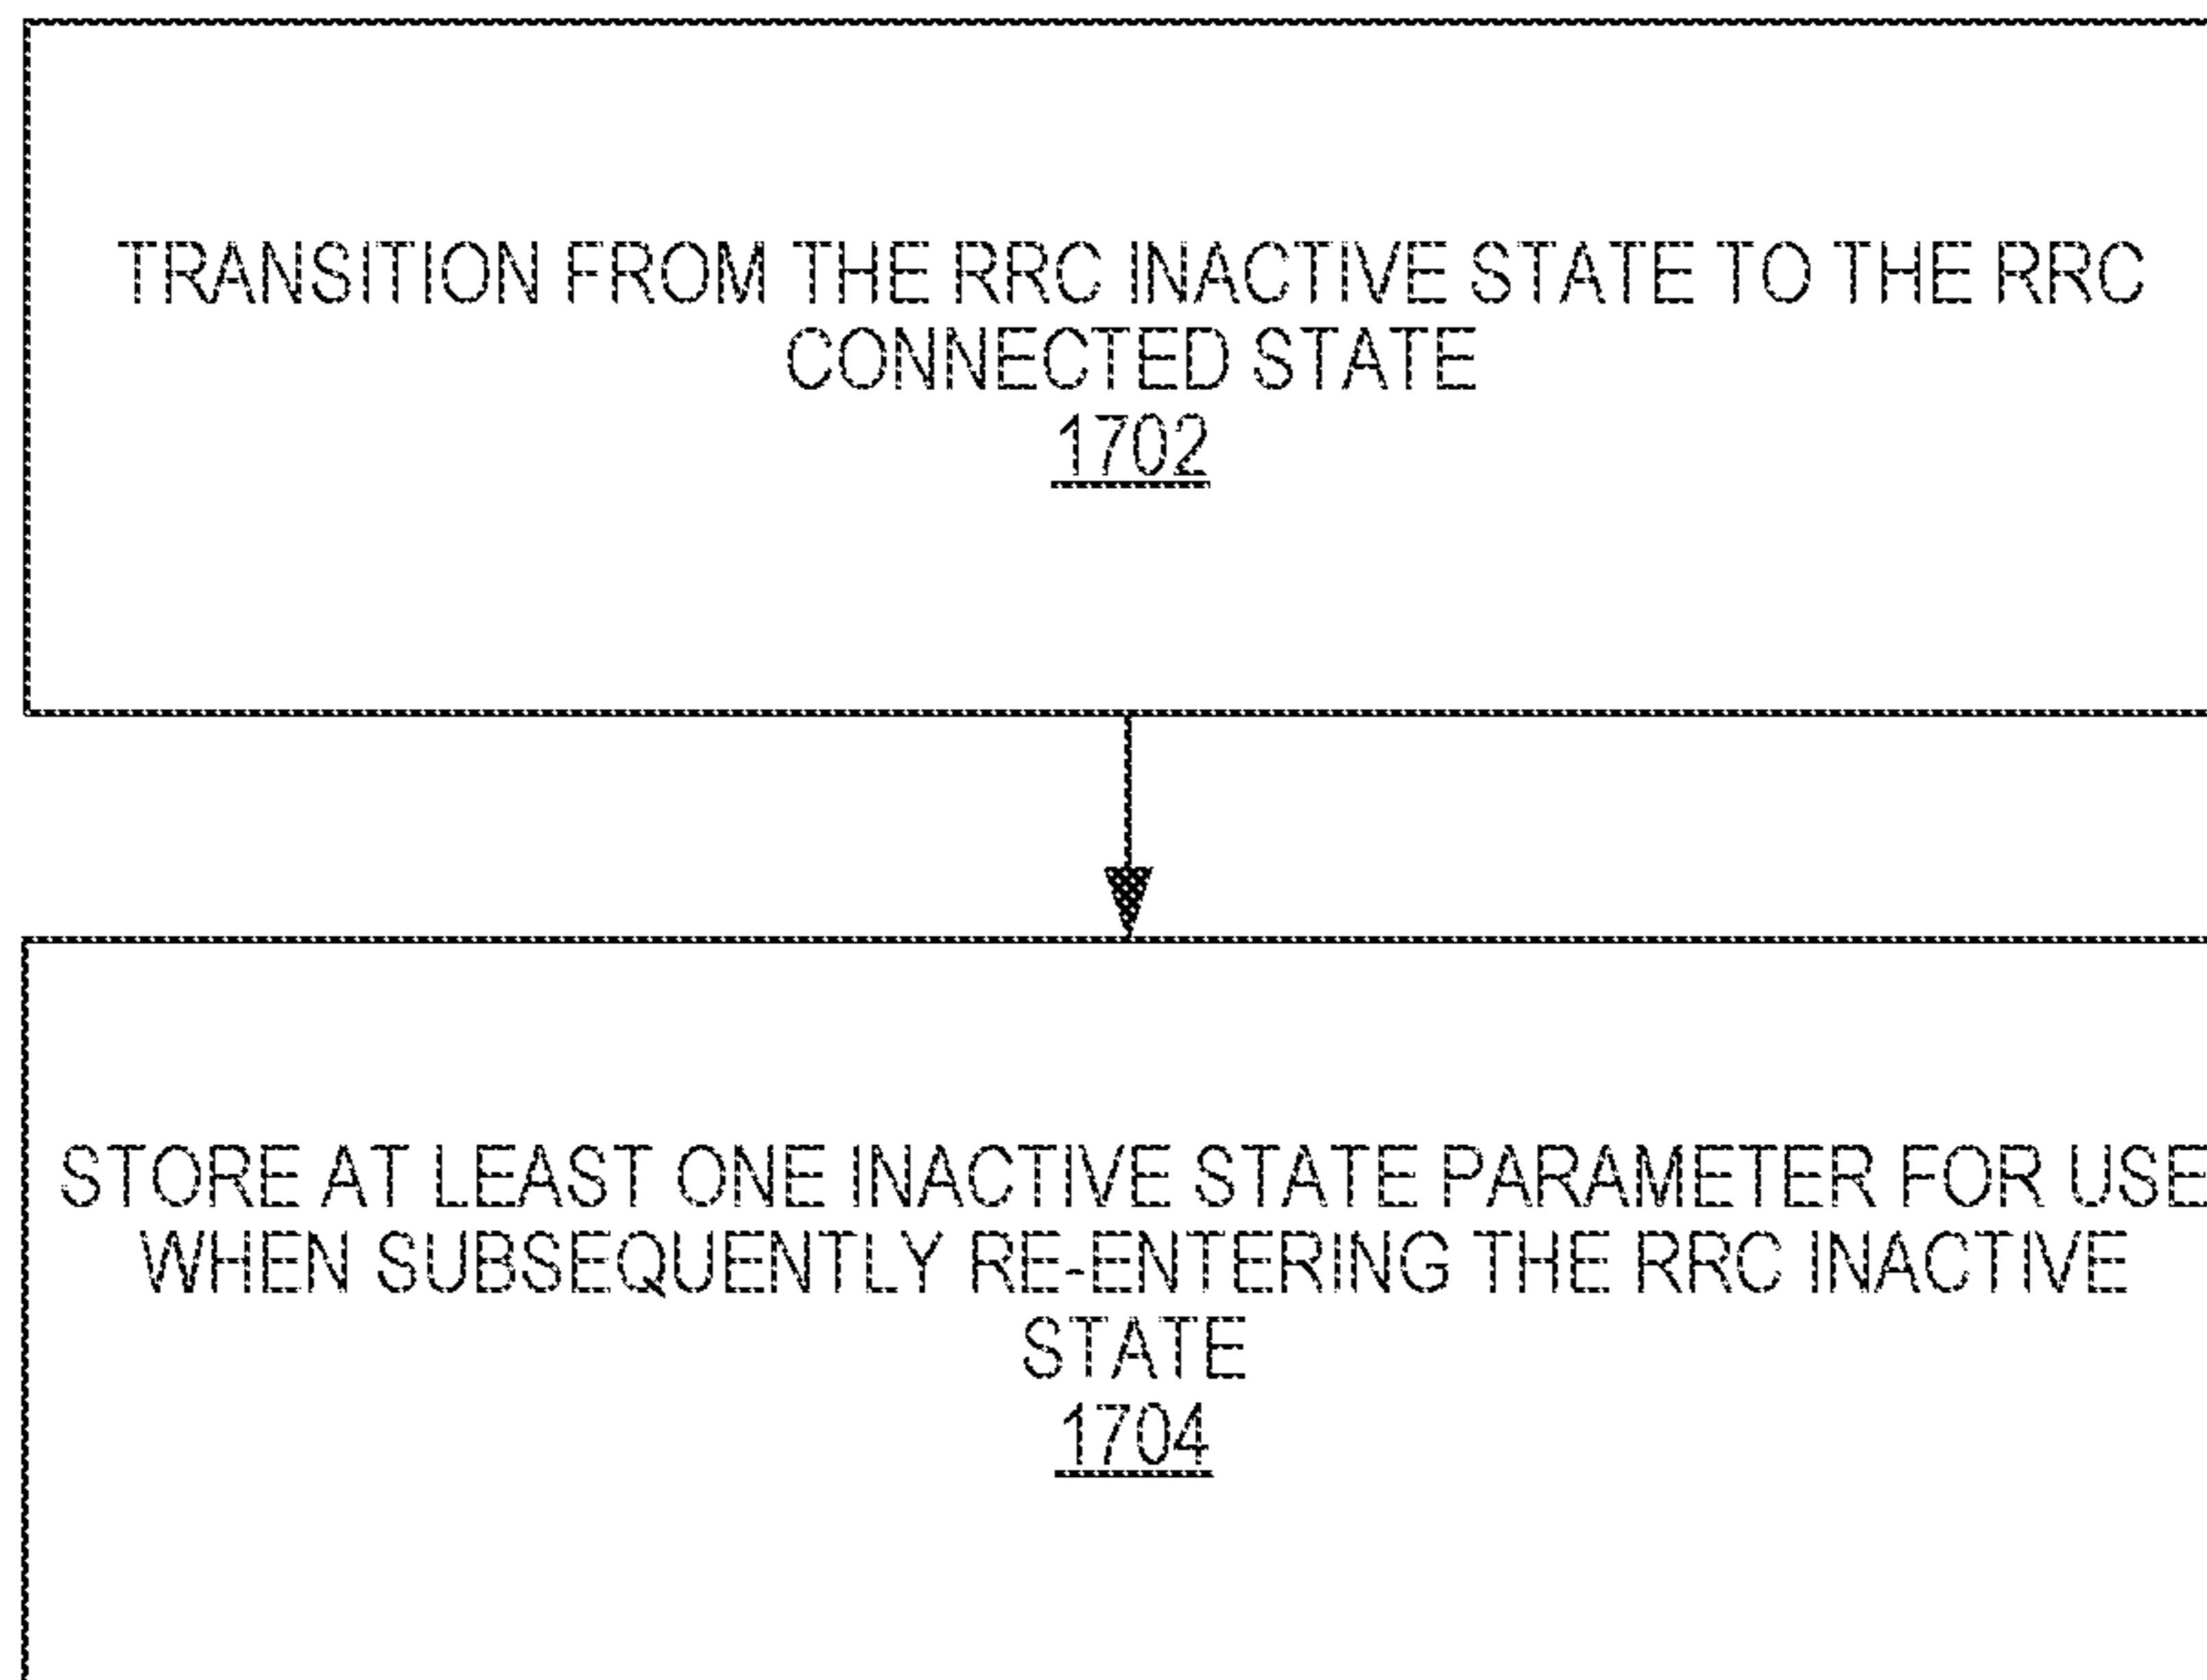 TRANSITION FROM THE RRC INACTIVE STATE TO THE RRC
CONNECTED STATE
1702
STORE AT LEAST ONE INACTIVE STATE PARAMETER FOR USE
WHEN SUBSEQUENTLY RE-ENTERING THE RRC INACTIVE
STATE
1704